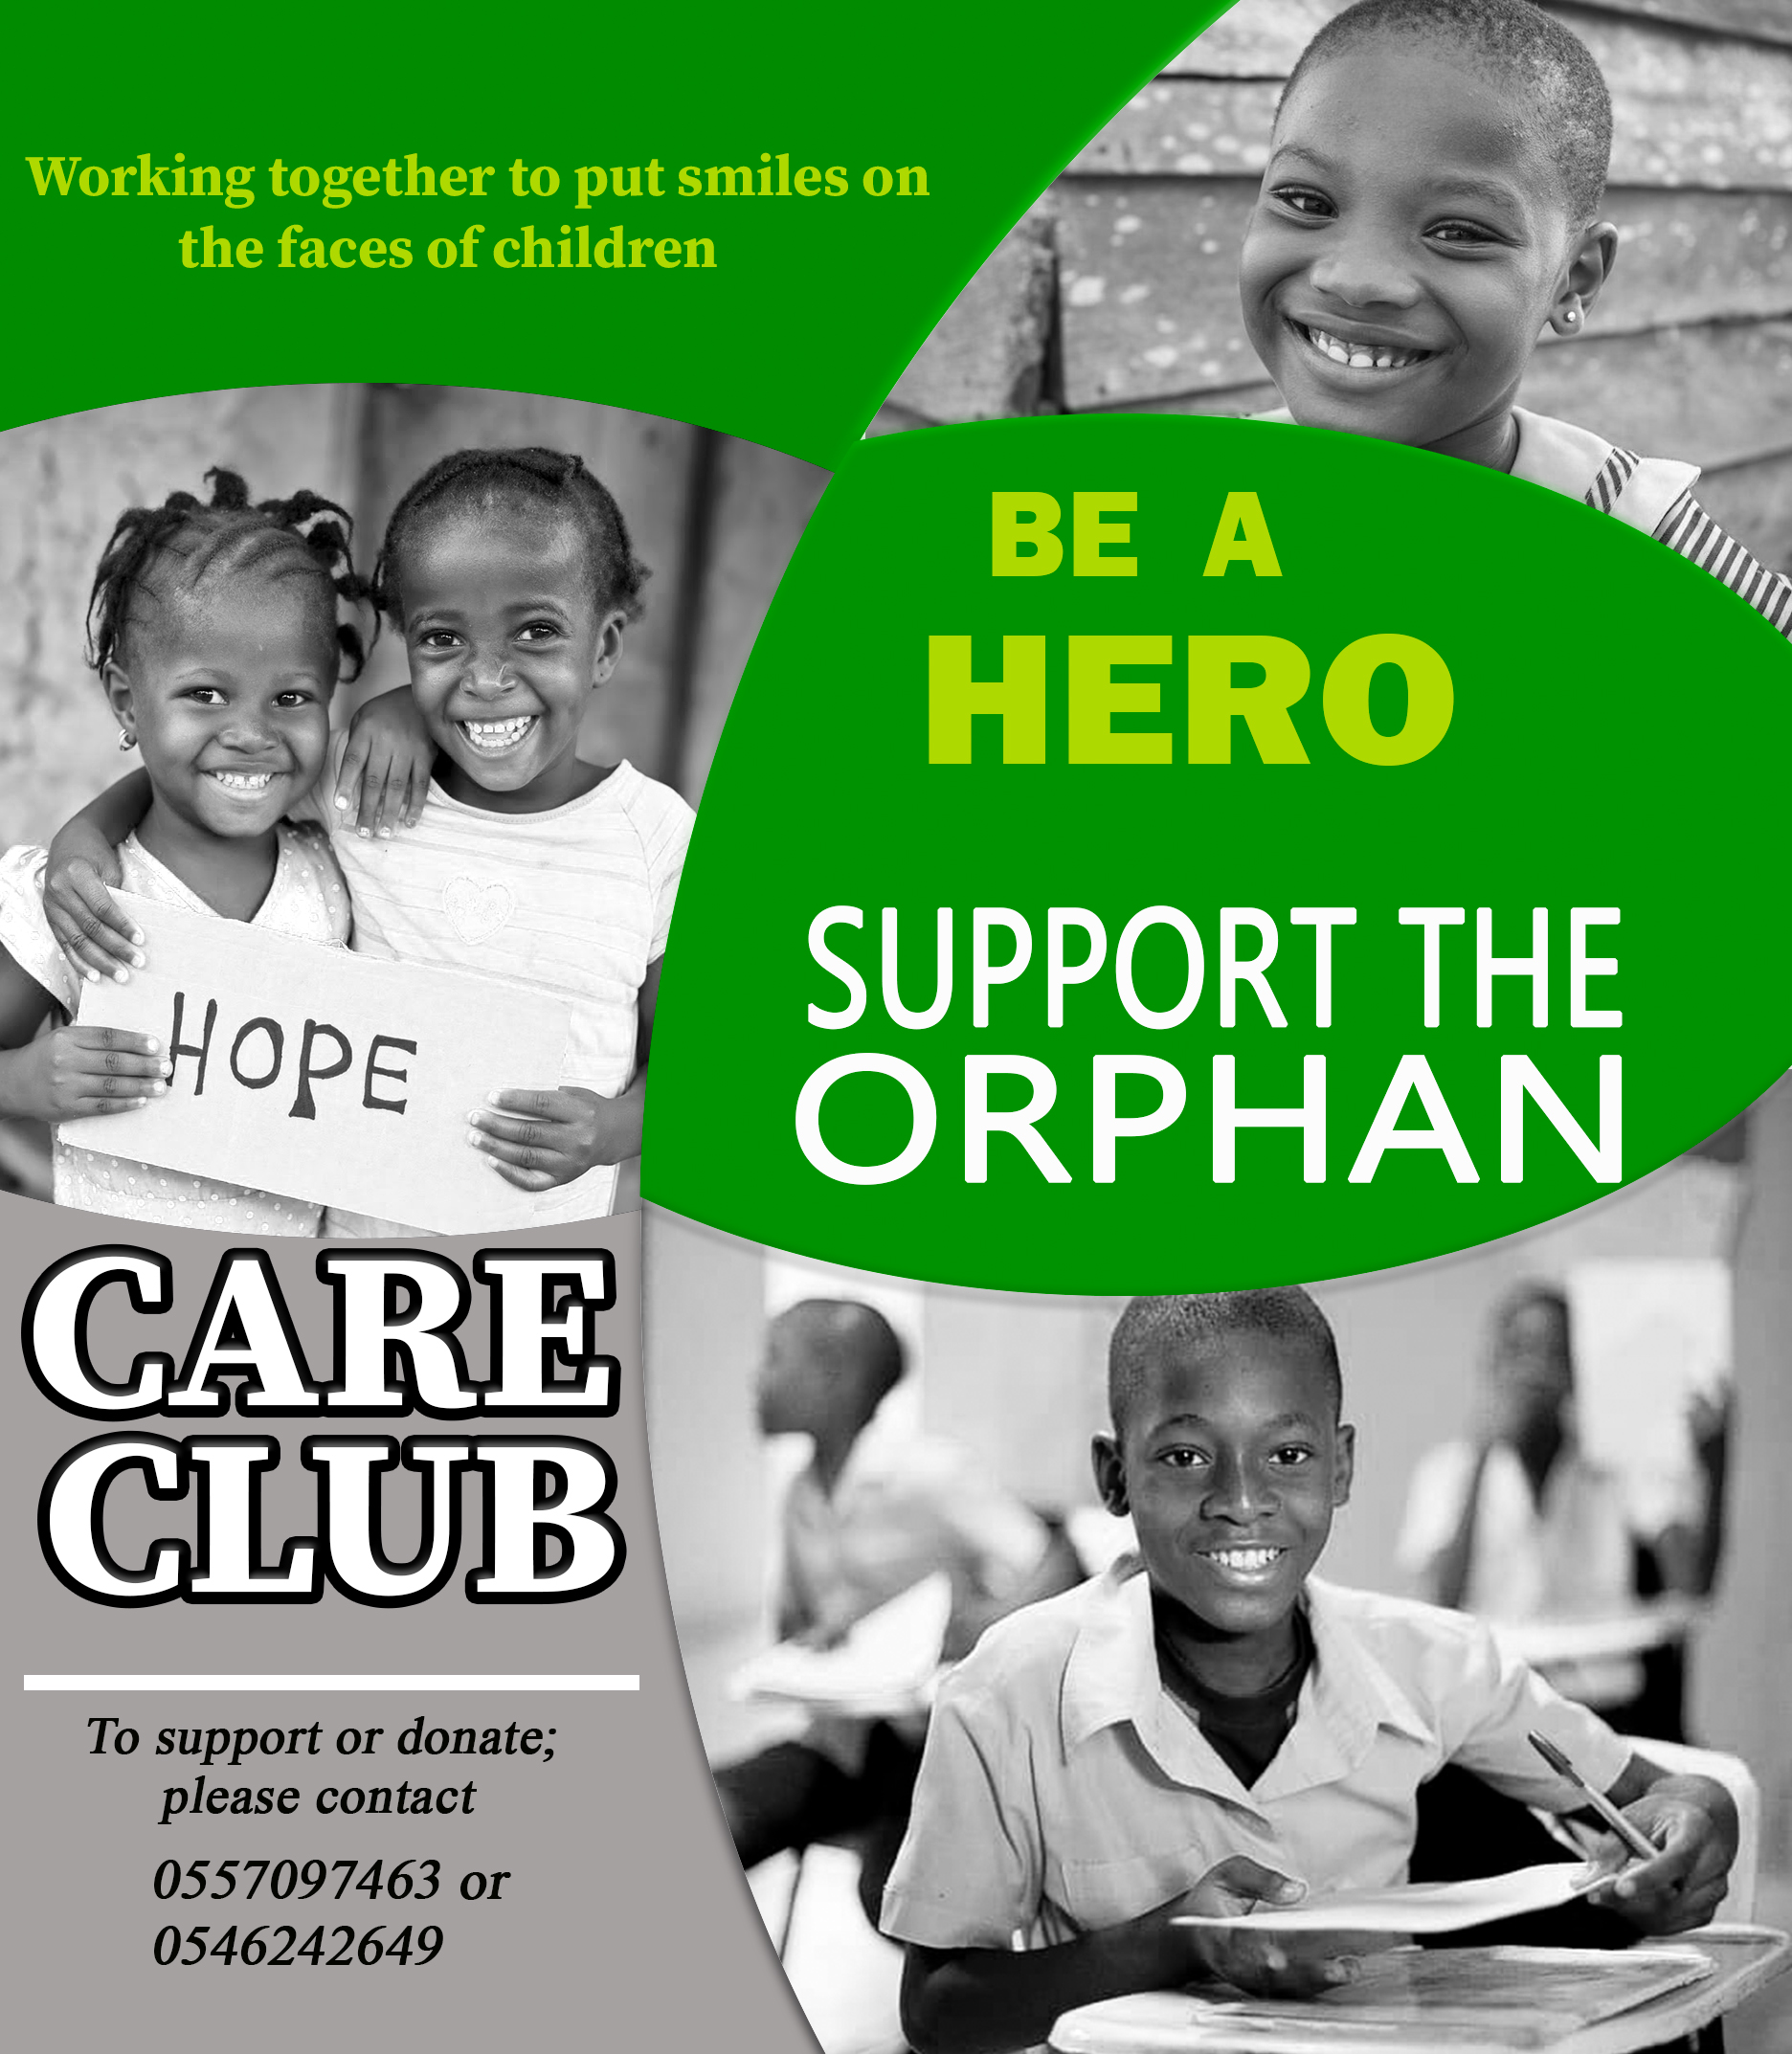 Working together to put smiles on
the faces of children
BE A
HERO
SUPPORT THE
ORPHAN
HOPE
CARE
CLUB
To support or donate;
please contact
0557097463 or
0546242649